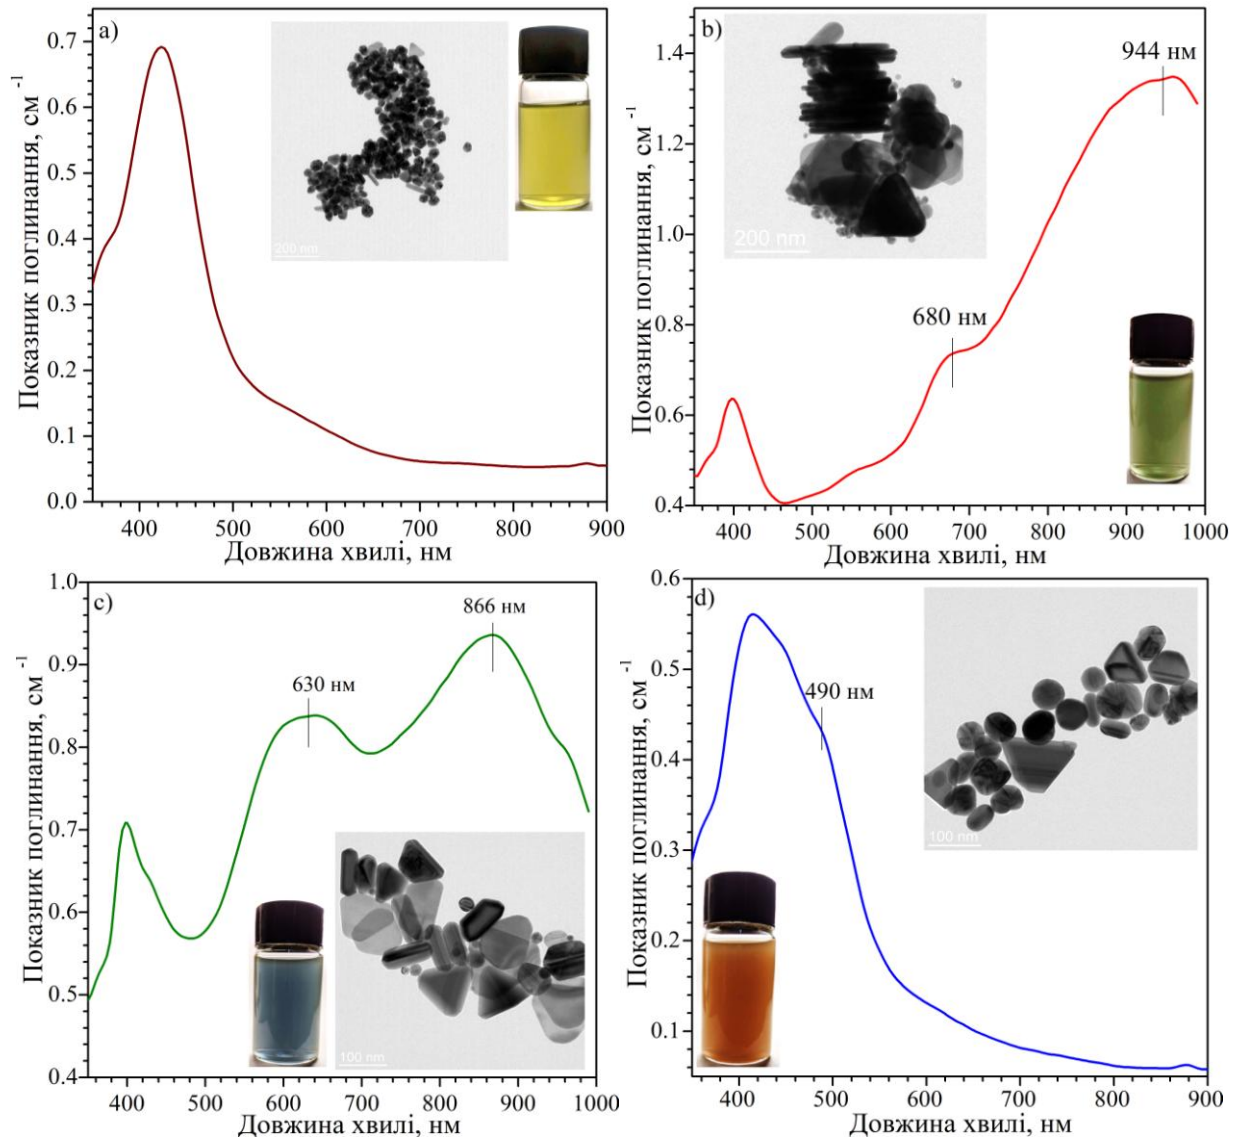 a)
Показник поглинання, см -1
0.7
0.6
0.5
0.4
0.3
0.2
0.1
0.0
200 nm
400 500 600 700 800 900
Довжина хвилі, нм
b)
Показник поглинання, см -1
1.4
1.2
1.0
0.8
0.6
0.4
200 nm
944 нм
680 нм
400 500 600 700 800 900 1000
Довжина хвилі, нм
c)
Показник поглинання, см -1
1.0
0.9
0.8
0.7
0.6
0.5
0.4
866 нм
630 нм
100 nm
400 500 600 700 800 900 1000
Довжина хвилі, нм
d)
Показник поглинання, см -1
0.6
0.5
0.4
0.3
0.2
0.1
490 нм
100 nm
400 500 600 700 800 900
Довжина хвилі, нм